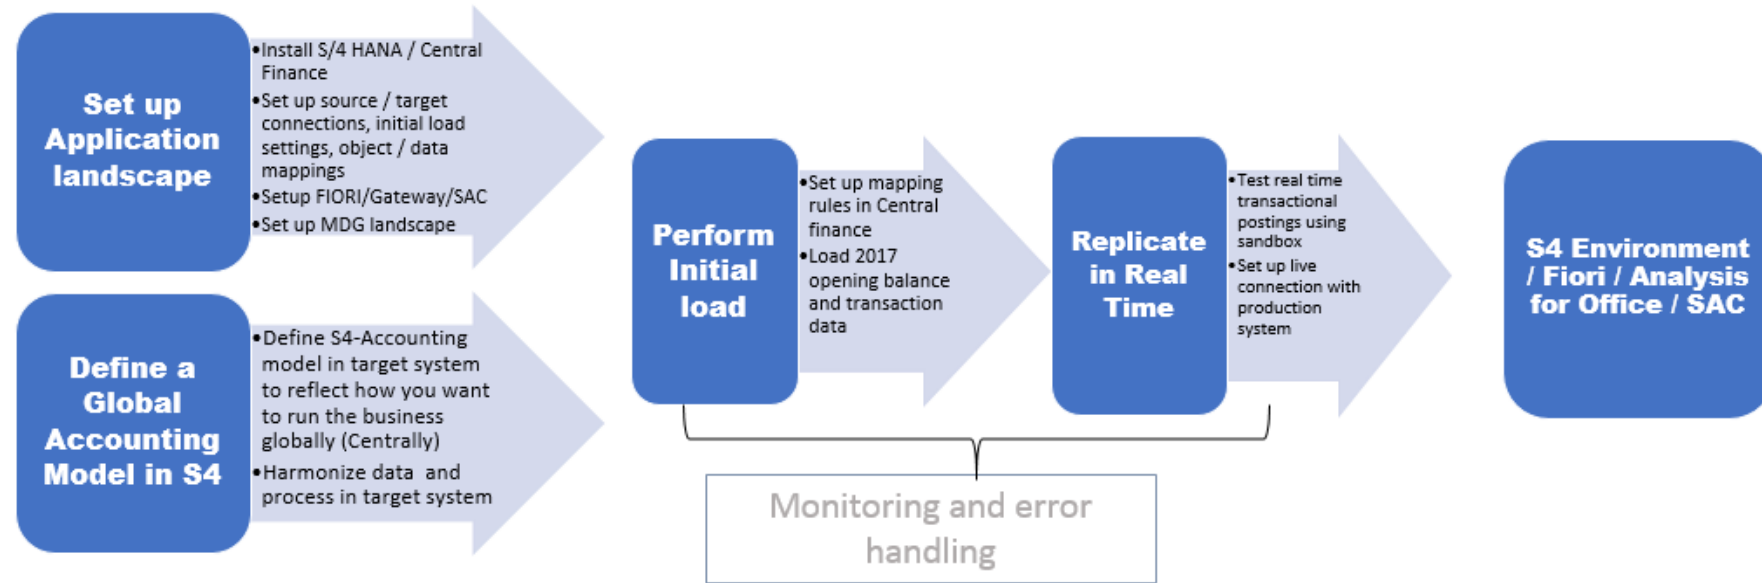 Set up
Application
landscape
•Install S/4 HANA / Central
Finance
•Set up source / target
connections, initial load
settings, object / data
mappings
•Setup FIORI/Gateway/SAC
•Set up MDG landscape
Define a
Global
Accounting
Model in S4
•Define S4-Accounting
model in target system
to reflect how you want
to run the business
globally (Centrally)
•Harmonize data and
process in target system
Perform
Initial
load
•Set up mapping
rules in Central
finance
•Load 2017
opening balance
and transaction
data
Replicate
in Real
Time
•Test real time
transactional
postings using
sandbox
•Set up live
connection with
production
system
S4 Environment
/ Fiori / Analysis
for Office / SAC
Monitoring and error
handling